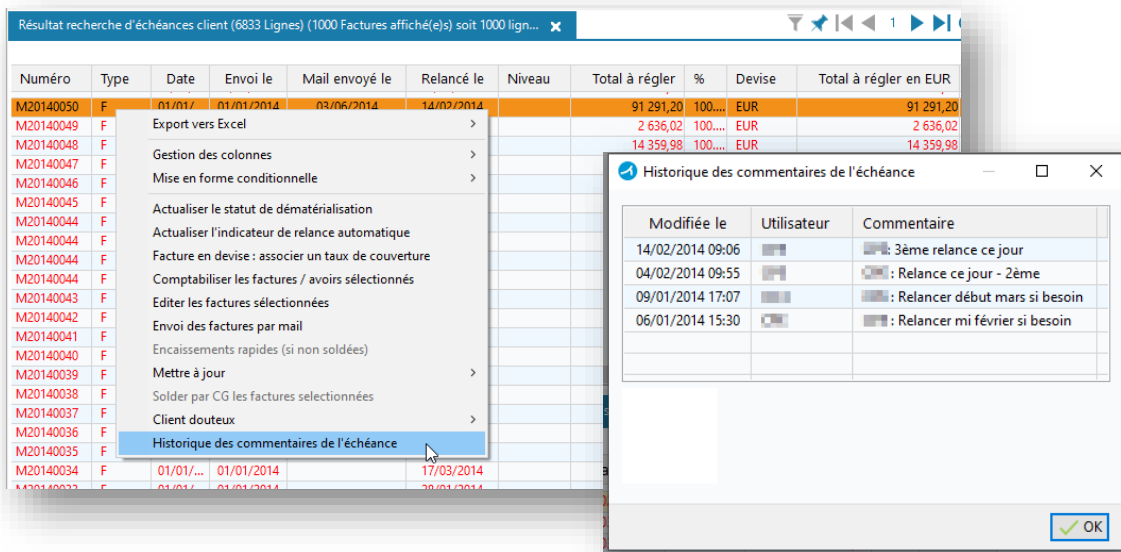 Résultat recherche d'échéances client (6833 Lignes) (1000 Factures affiché(e)s) soit 1000 lign...
1
Numéro Type Date Envoi le Mail envoyé le Relancé le Niveau Total à régler % Devise Total à régler en EUR
M20140050 F 01/01/ 01/01/2014 03/06/2014 14/02/2014 91 291,20 100.... EUR 91 291,20
M20140049 F 2 636,02 100.... EUR 2 636,02
M20140048 F 14 359,98 100.... EUR 14 359,98
M20140047 F
M20140046 F
M20140045 F
M20140044 F
M20140044 F
M20140044 F
M20140044 F
M20140043 F
M20140042 F
M20140041 F
M20140040 F
M20140039 F
M20140038 F
M20140037 F
M20140036 F
M20140035 F
M20140034 F 01/01/... 01/01/2014 17/03/2014
M20140033 F 01/01/ 01/01/2014 28/01/2014
Export vers Excel
Gestion des colonnes
Mise en forme conditionnelle
Actualiser le statut de dématérialisation
Actualiser l'indicateur de relance automatique
Facture en devise : associer un taux de couverture
Comptabiliser les factures / avoirs sélectionnés
Editer les factures sélectionnées
Envoi des factures par mail
Encaissements rapides (si non soldées)
Mettre à jour
Solder par CG les factures selectionnées
Client douteux
Historique des commentaires de l'échéance
Historique des commentaires de l'échéance
Modifiée le Utilisateur Commentaire
14/02/2014 09:06 : 3ème relance ce jour
04/02/2014 09:55 : Relance ce jour - 2ème
09/01/2014 17:07 : Relancer début mars si besoin
06/01/2014 15:30 : Relancer mi février si besoin
OK